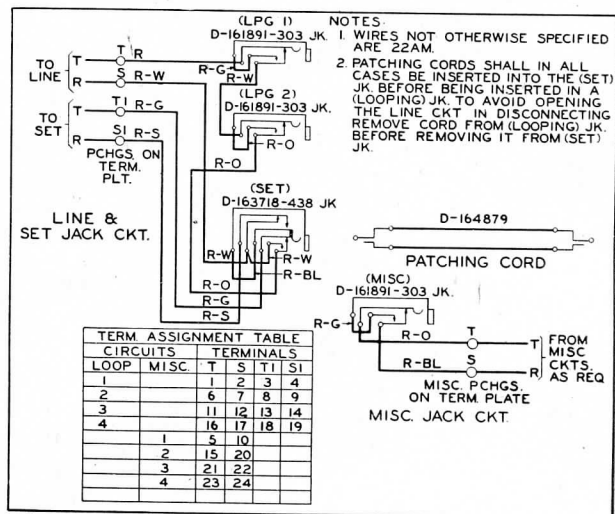 (LPG 1)
D-161891-303 JK.
NOTES
1. WIRES NOT OTHERWISE SPECIFIED
ARE 22AM.
2. PATCHING CORDS SHALL IN ALL
CASES BE INSERTED INTO THE (SET)
JK. BEFORE BEING INSERTED IN A
(LOOPING) JK. TO AVOID OPENING
THE LINE CKT IN DISCONNECTING
REMOVE CORD FROM (LOOPING) JK.
BEFORE REMOVING IT FROM (SET)
JK.
TO
LINE
T T R
R S R-W
TO
SET
T T1 R-G
R S1 R-S
PCHGS. ON
TERM.
PLT.
R-G
R-W
(LPG 2)
D-161891-303 JK.
R-O
R-O
(SET)
D-163718-438 JK
LINE &
SET JACK CKT.
R-W R-W
R-BL
R-O
R-G
R-S
D-164879
PATCHING CORD
(MISC)
D-161891-303 JK.
R-G
R-O T T
R-BL S R
FROM
MISC
CKTS.
AS REQ
MISC. PCHGS.
ON TERM. PLATE
MISC. JACK CKT.
TERM. ASSIGNMENT TABLE
CIRCUITS TERMINALS
LOOP MISC. T S T1 S1
1 1 2 3 4
2 6 7 8 9
3 11 12 13 14
4 16 17 18 19
1 5 10
2 15 20
3 21 22
4 23 24